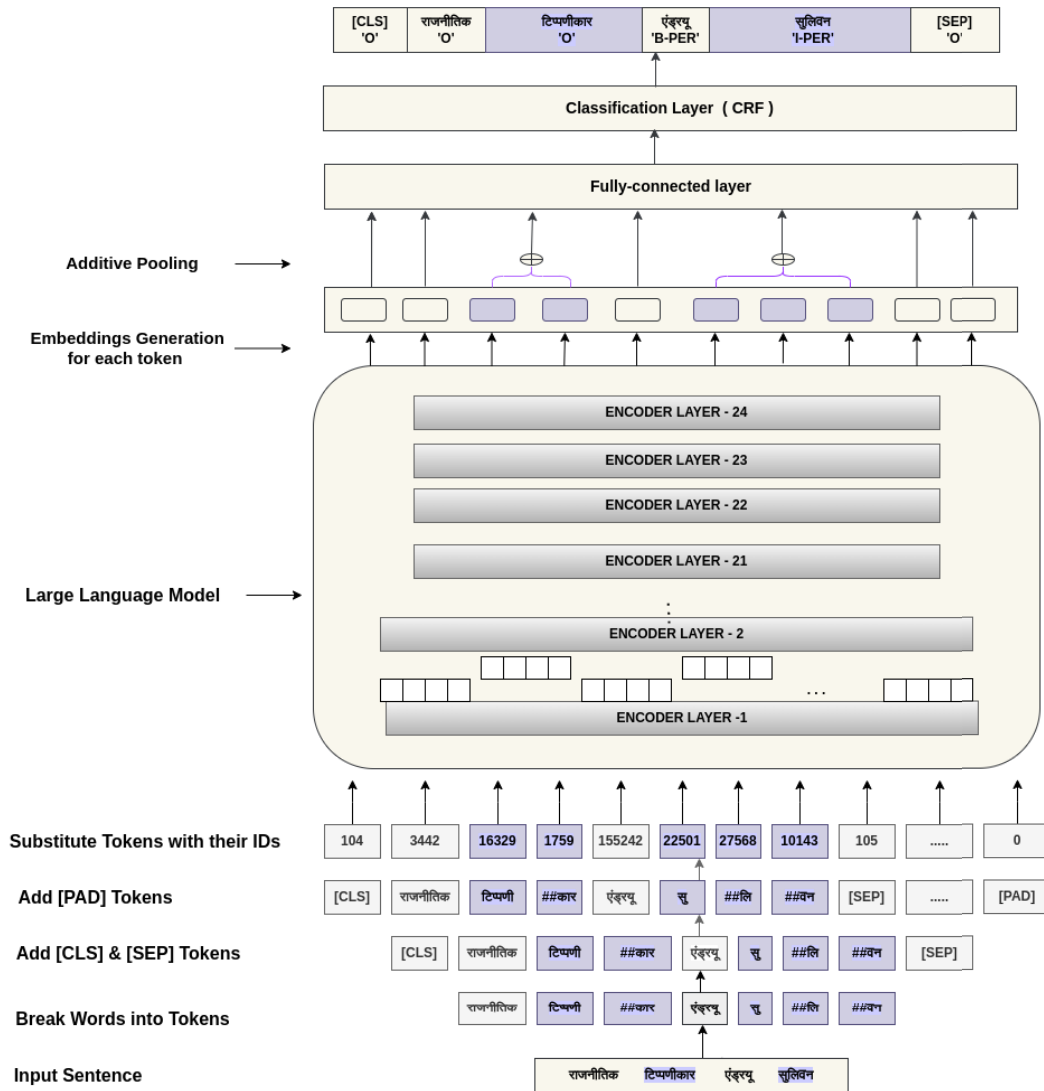 [CLS] राजनीतिक टिप्पणीकार एंड्रयू सुलिवन [SEP]
'O' 'O' 'O' 'B-PER' 'I-PER' 'O'
Classification Layer ( CRF )
Fully-connected layer
Additive Pooling
Embeddings Generation
for each token
ENCODER LAYER - 24
ENCODER LAYER - 23
ENCODER LAYER - 22
ENCODER LAYER - 21
Large Language Model
⋮
ENCODER LAYER - 2
...
ENCODER LAYER -1
Substitute Tokens with their IDs 104 3442 16329 1759 155242 22501 27568 10143 105 ..... 0
Add [PAD] Tokens [CLS] राजनीतिक टिप्पणी ##कार एंड्रयू सु ##लि ##वन [SEP] ..... [PAD]
Add [CLS] & [SEP] Tokens [CLS] राजनीतिक टिप्पणी ##कार एंड्रयू सु ##लि ##वन [SEP]
Break Words into Tokens राजनीतिक टिप्पणी ##कार एंड्रयू सु ##लि ##वन
Input Sentence राजनीतिक टिप्पणीकार एंड्रयू सुलिवन